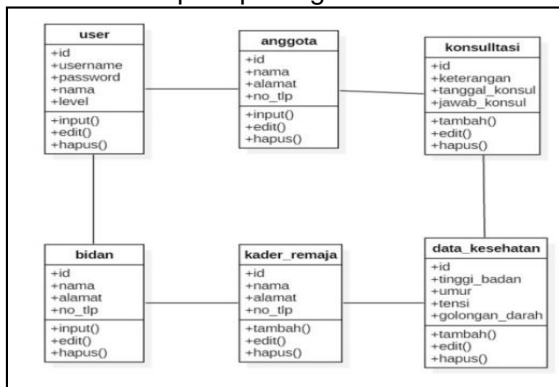 user
+id
+username
+password
+nama
+level
+input()
+edit()
+hapus()
anggota
+id
+nama
+alamat
+no_tlp
+input()
+edit()
+hapus()
konsulltasi
+id
+keterangan
+tanggal_konsul
+jawab_konsul
+tambah()
+edit()
+hapus()
bidan
+id
+nama
+alamat
+no_tlp
+input()
+edit()
+hapus()
kader_remaja
+id
+nama
+alamat
+no_tlp
+tambah()
+edit()
+hapus()
data_kesehatan
+id
+tinggi_badan
+umur
+tensi
+golongan_darah
+tambah()
+edit()
+hapus()